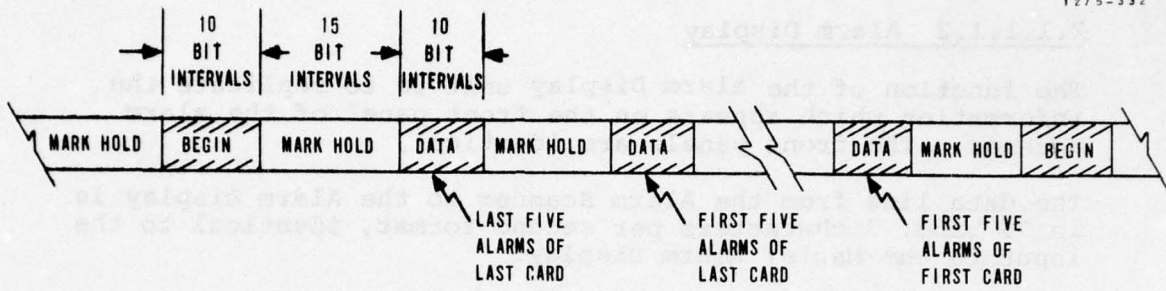 1275-332
10 15 10
BIT BIT BIT
INTERVALS INTERVALS INTERVALS
MARK HOLD BEGIN MARK HOLD DATA MARK HOLD DATA DATA MARK HOLD BEGIN
LAST FIVE FIRST FIVE FIRST FIVE
ALARMS OF ALARMS OF ALARMS OF
LAST CARD LAST CARD FIRST CARD